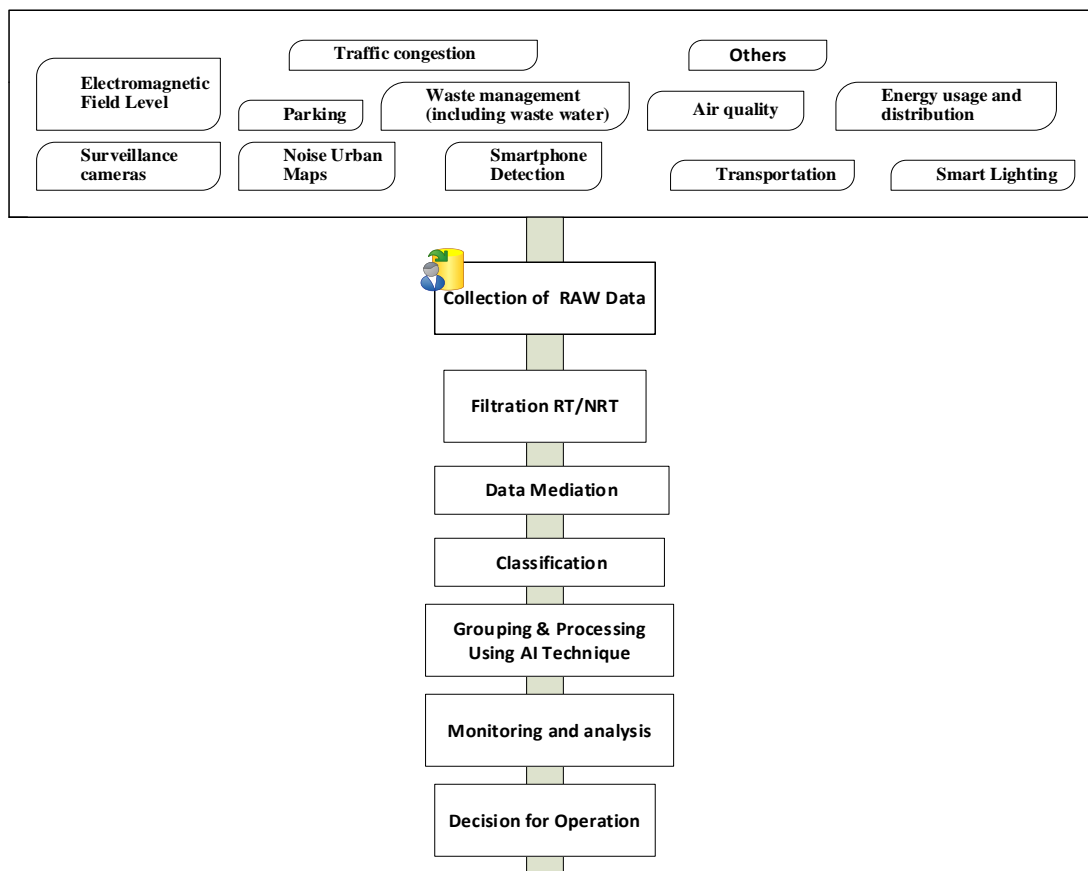 Traffic congestion
Others
Electromagnetic
Field Level
Parking
Waste management
(including waste water)
Air quality
Energy usage and
distribution
Surveillance
cameras
Noise Urban
Maps
Smartphone
Detection
Transportation
Smart Lighting
Collection of RAW Data
Filtration RT/NRT
Data Mediation
Classification
Grouping & Processing
Using AI Technique
Monitoring and analysis
Decision for Operation